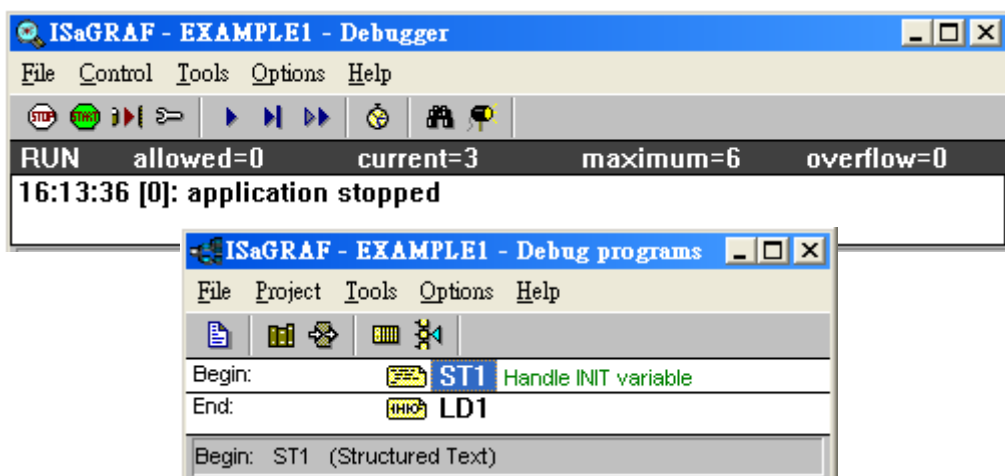 ISaGRAF - EXAMPLE1 - Debugger
File Control Tools Options Help
STOP START
RUN allowed=0 current=3 maximum=6 overflow=0
16:13:36 [0]: application stopped
ISaGRAF - EXAMPLE1 - Debug programs
File Project Tools Options Help
Begin: ST1 Handle INIT variable
End: LD1
Begin: ST1 (Structured Text)